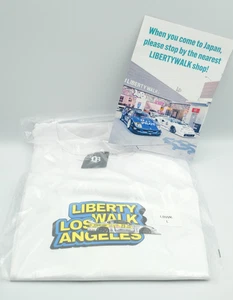 When you come to Japan,
please stop by the nearest
LIBERTYWALK shop!
LIBERTY WALK
LIBERTY
WALK
LOS
ANGELES